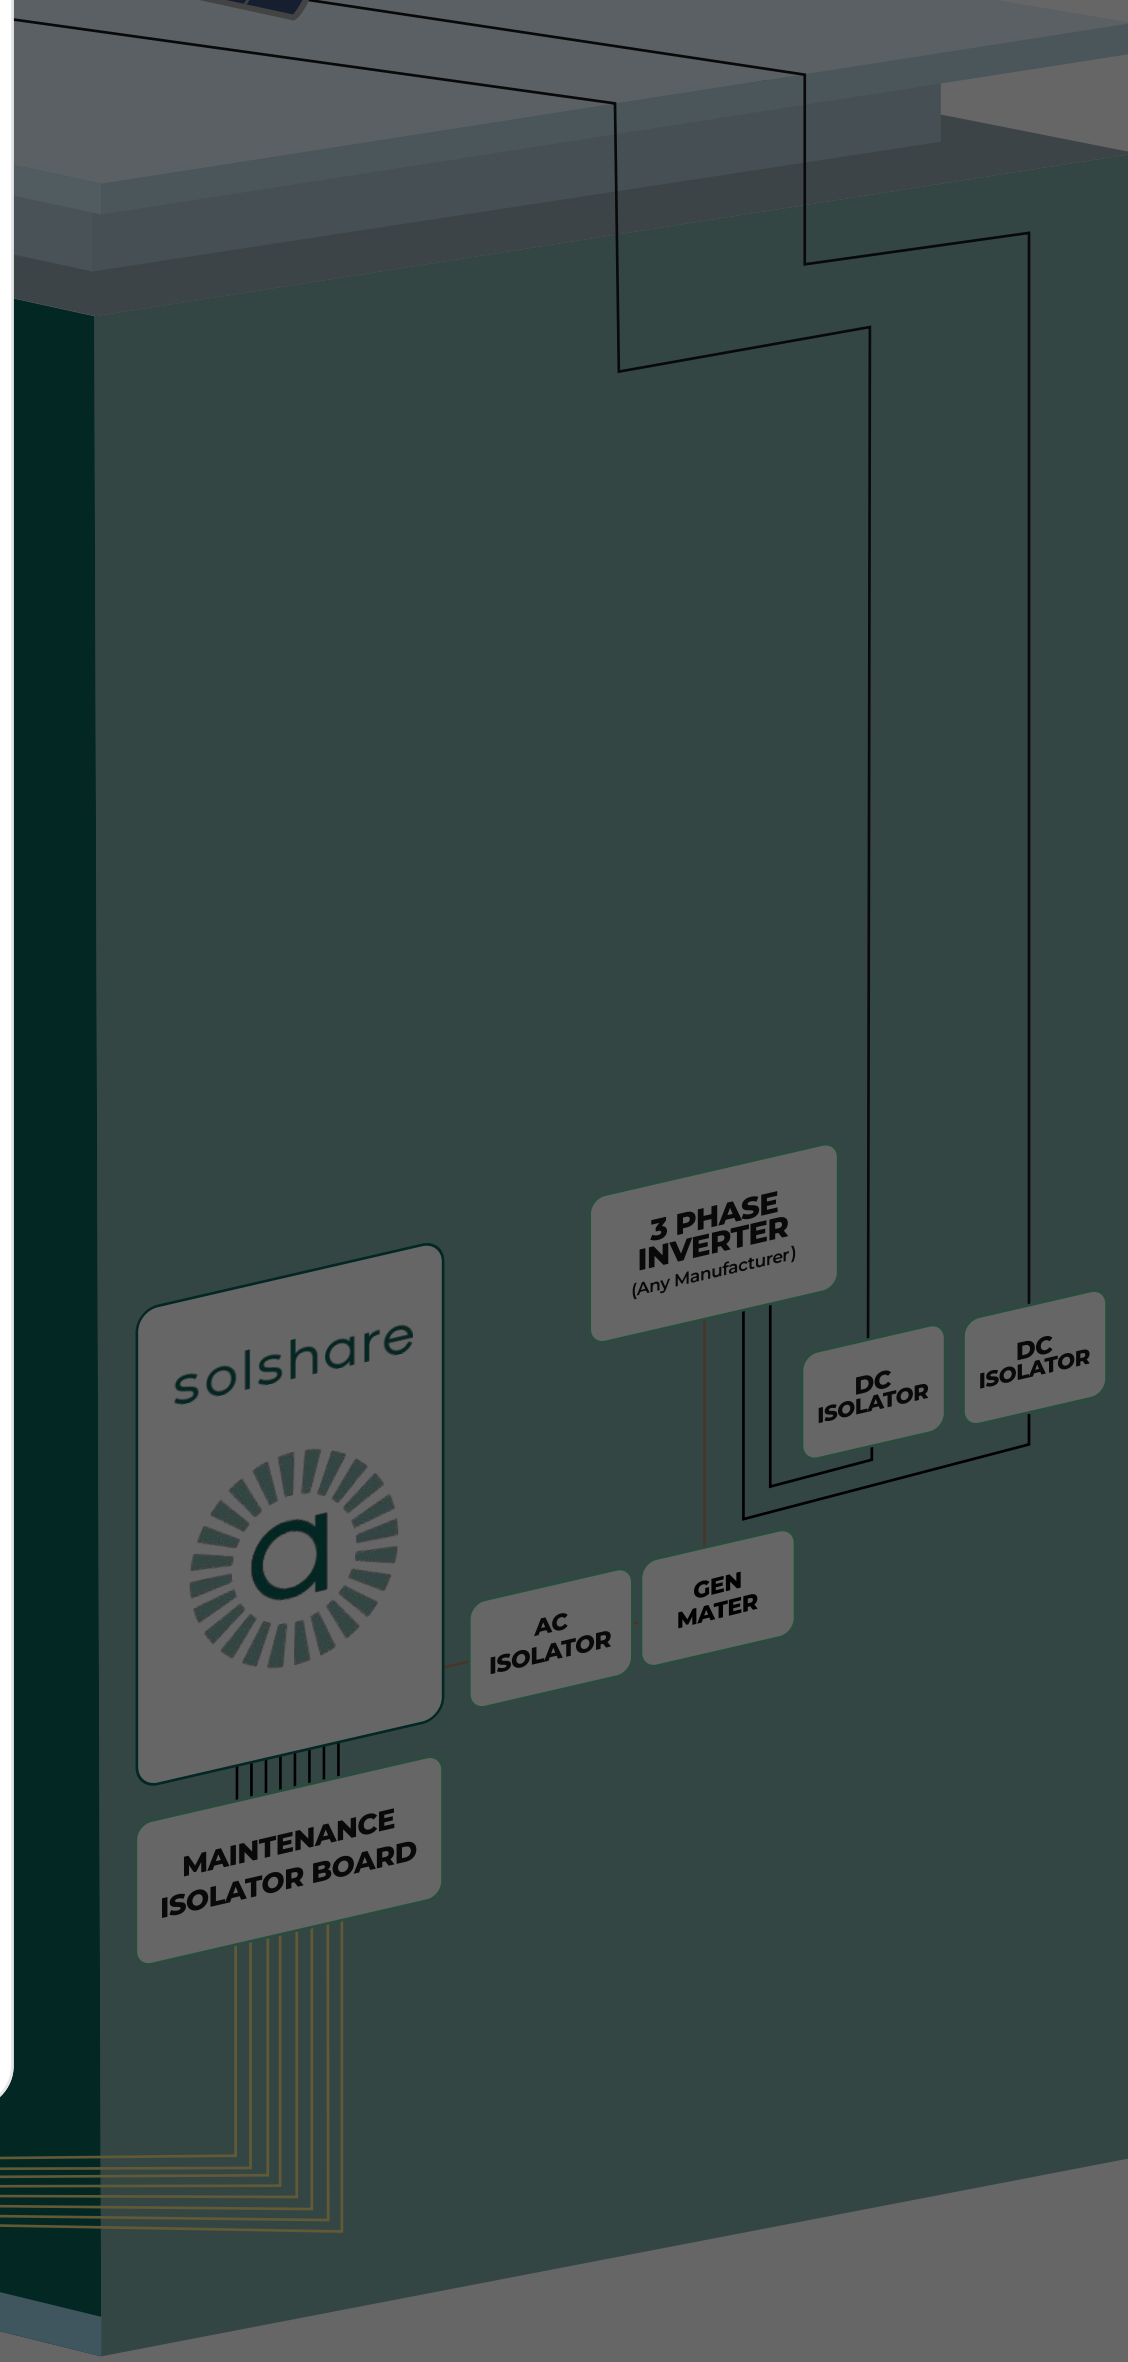 3 PHASE
INVERTER
(Any Manufacturer)
solshare
a
DC
ISOLATOR
DC
ISOLATOR
GEN
MATER
AC
ISOLATOR
MAINTENANCE
ISOLATOR BOARD